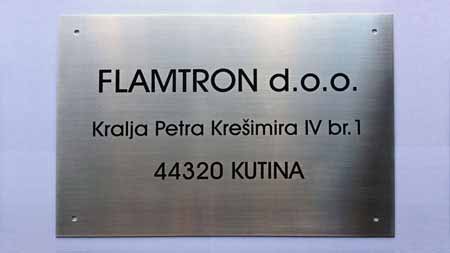 FLAMTRON d.o.o.
Kralja Petra Krešimira IV br.1
44320 KUTINA